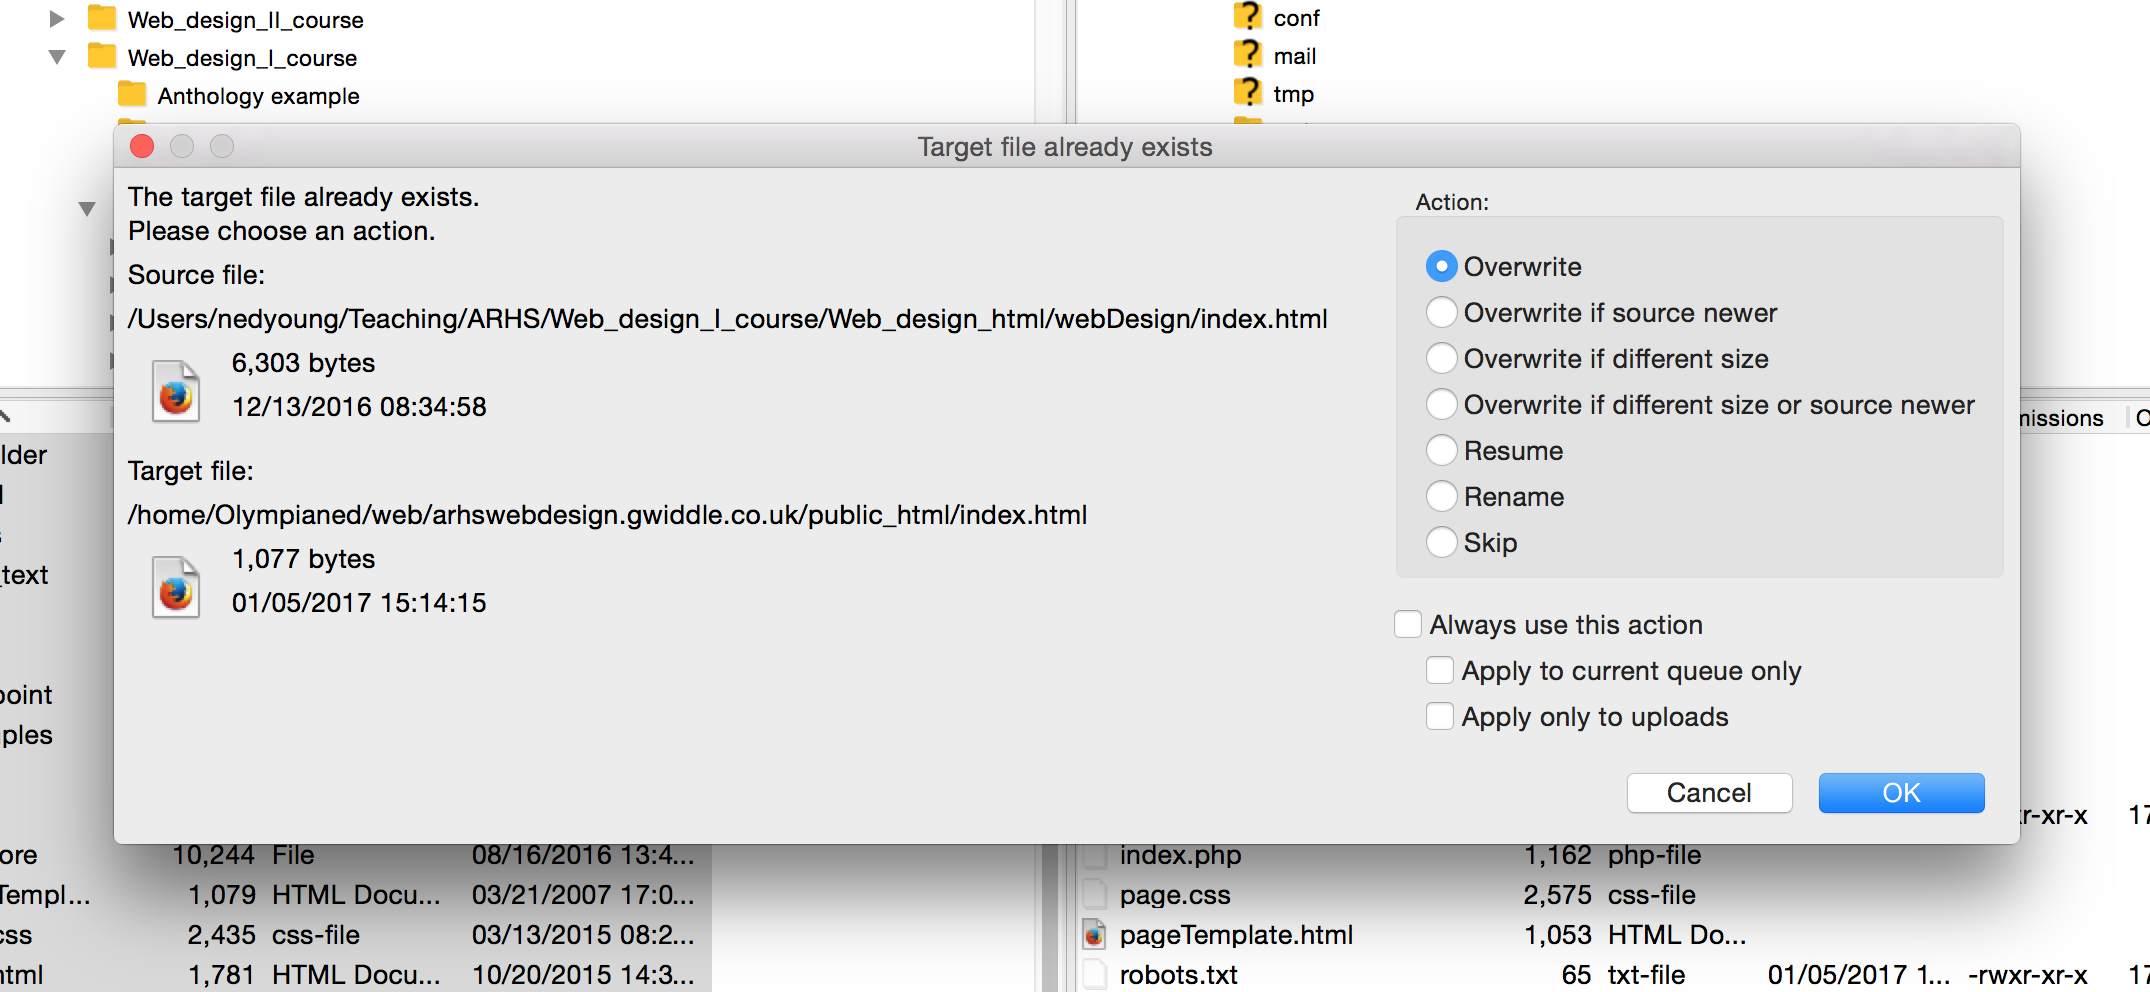 Web_design_II_course
Web_design_I_course
Anthology example
conf
mail
tmp
Target file already exists
The target file already exists.
Please choose an action.
Source file:
/Users/nedyoung/Teaching/ARHS/Web_design_I_course/Web_design_html/webDesign/index.html
6,303 bytes
12/13/2016 08:34:58
Target file:
/home/Olympianed/web/arhswebdesign.gwiddle.co.uk/public_html/index.html
1,077 bytes
01/05/2017 15:14:15
Action:
Overwrite
Overwrite if source newer
Overwrite if different size
Overwrite if different size or source newer
Resume
Rename
Skip
Always use this action
Apply to current queue only
Apply only to uploads
Cancel
OK
missions
lder
_text
point
ples
ore 10,244 File 08/16/2016 13:4...
Templ... 1,079 HTML Docu... 03/21/2007 17:0...
css 2,435 css-file 03/13/2015 08:2...
html 1,781 HTML Docu... 10/20/2015 14:3...
r-xr-x 17
index.php 1,162 php-file
page.css 2,575 css-file
pageTemplate.html 1,053 HTML Do...
robots.txt 65 txt-file 01/05/2017 1... -rwxr-xr-x 17